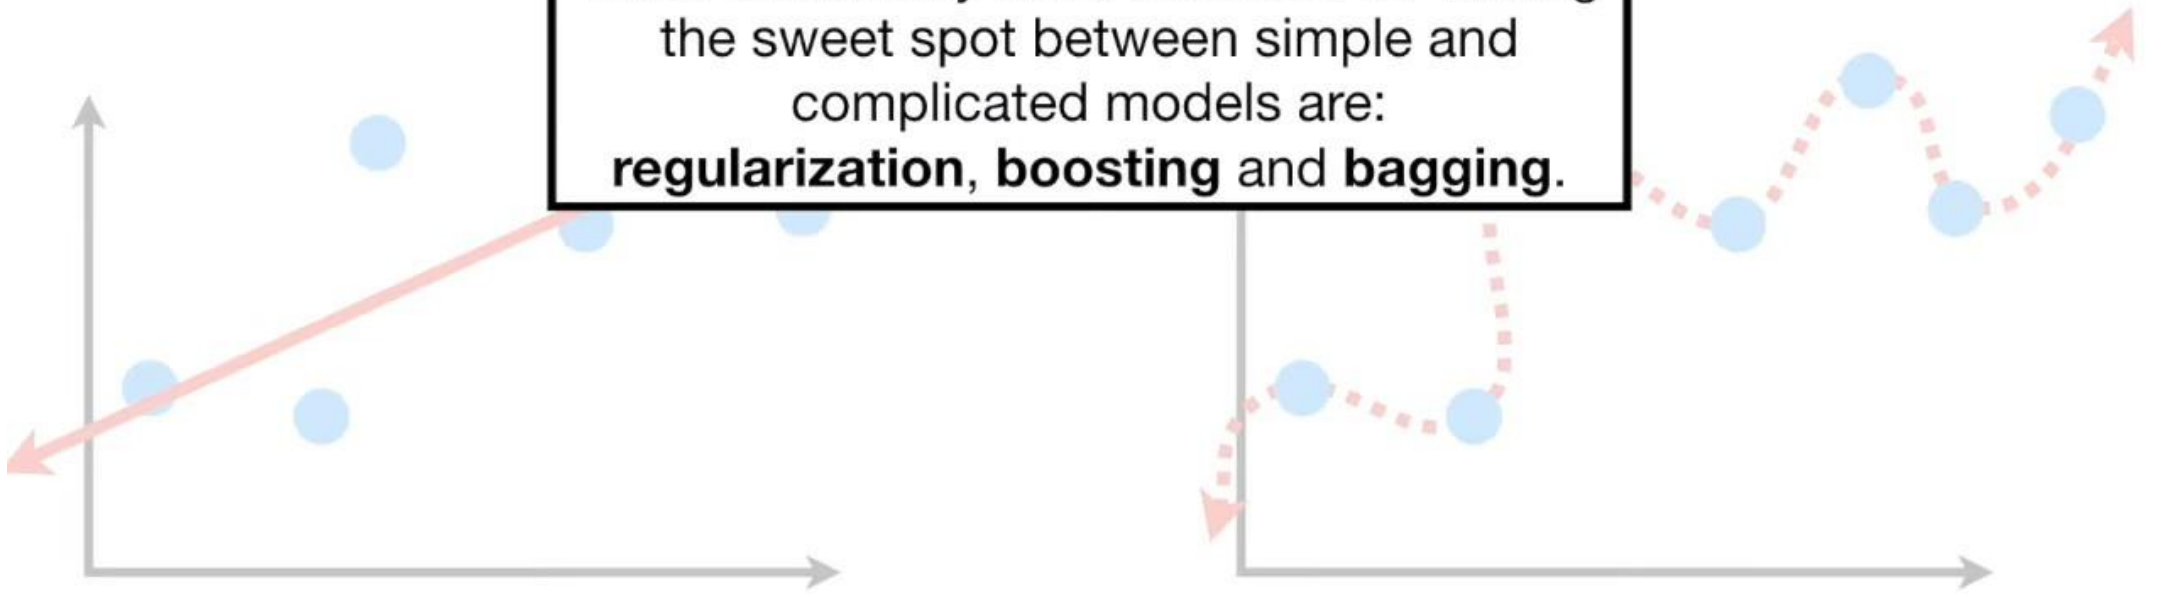 the sweet spot between simple and
complicated models are:
regularization, boosting and bagging.